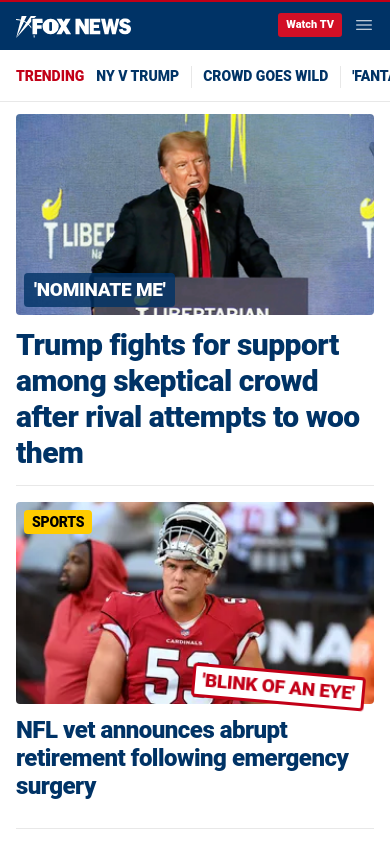 FOX NEWS
Watch TV
TRENDING NY V TRUMP CROWD GOES WILD 'FANTA
LIBER
Na
'NOMINATE ME'
LIBERTARIAN
Trump fights for support
among skeptical crowd
after rival attempts to woo
them
SPORTS
CARDINALS
53
NA
'BLINK OF AN EYE'
NFL vet announces abrupt
retirement following emergency
surgery